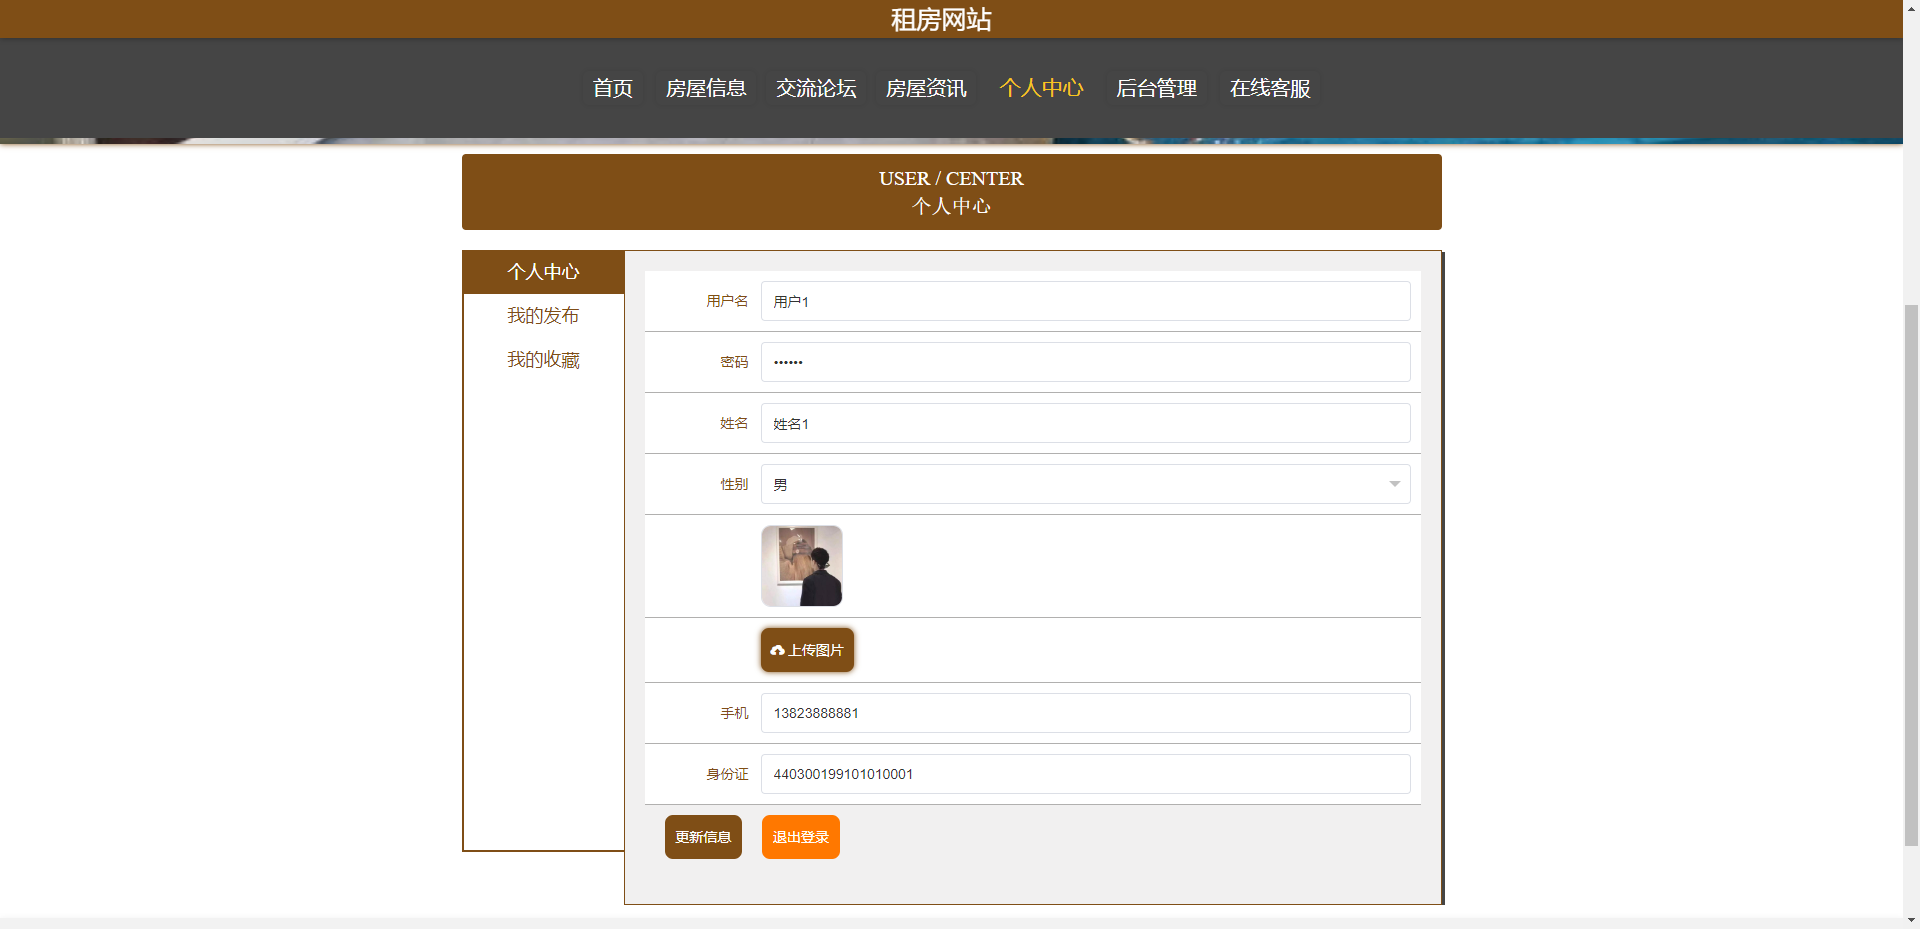 租房网站
首页 房屋信息 交流论坛 房屋资讯 个人中心 后台管理 在线客服
USER / CENTER
个人中心
个人中心
我的发布
我的收藏
用户名 用户1
密码 ••••••
姓名 姓名1
性别 男
上传图片
手机 13823888881
身份证 440300199101010001
更新信息 退出登录